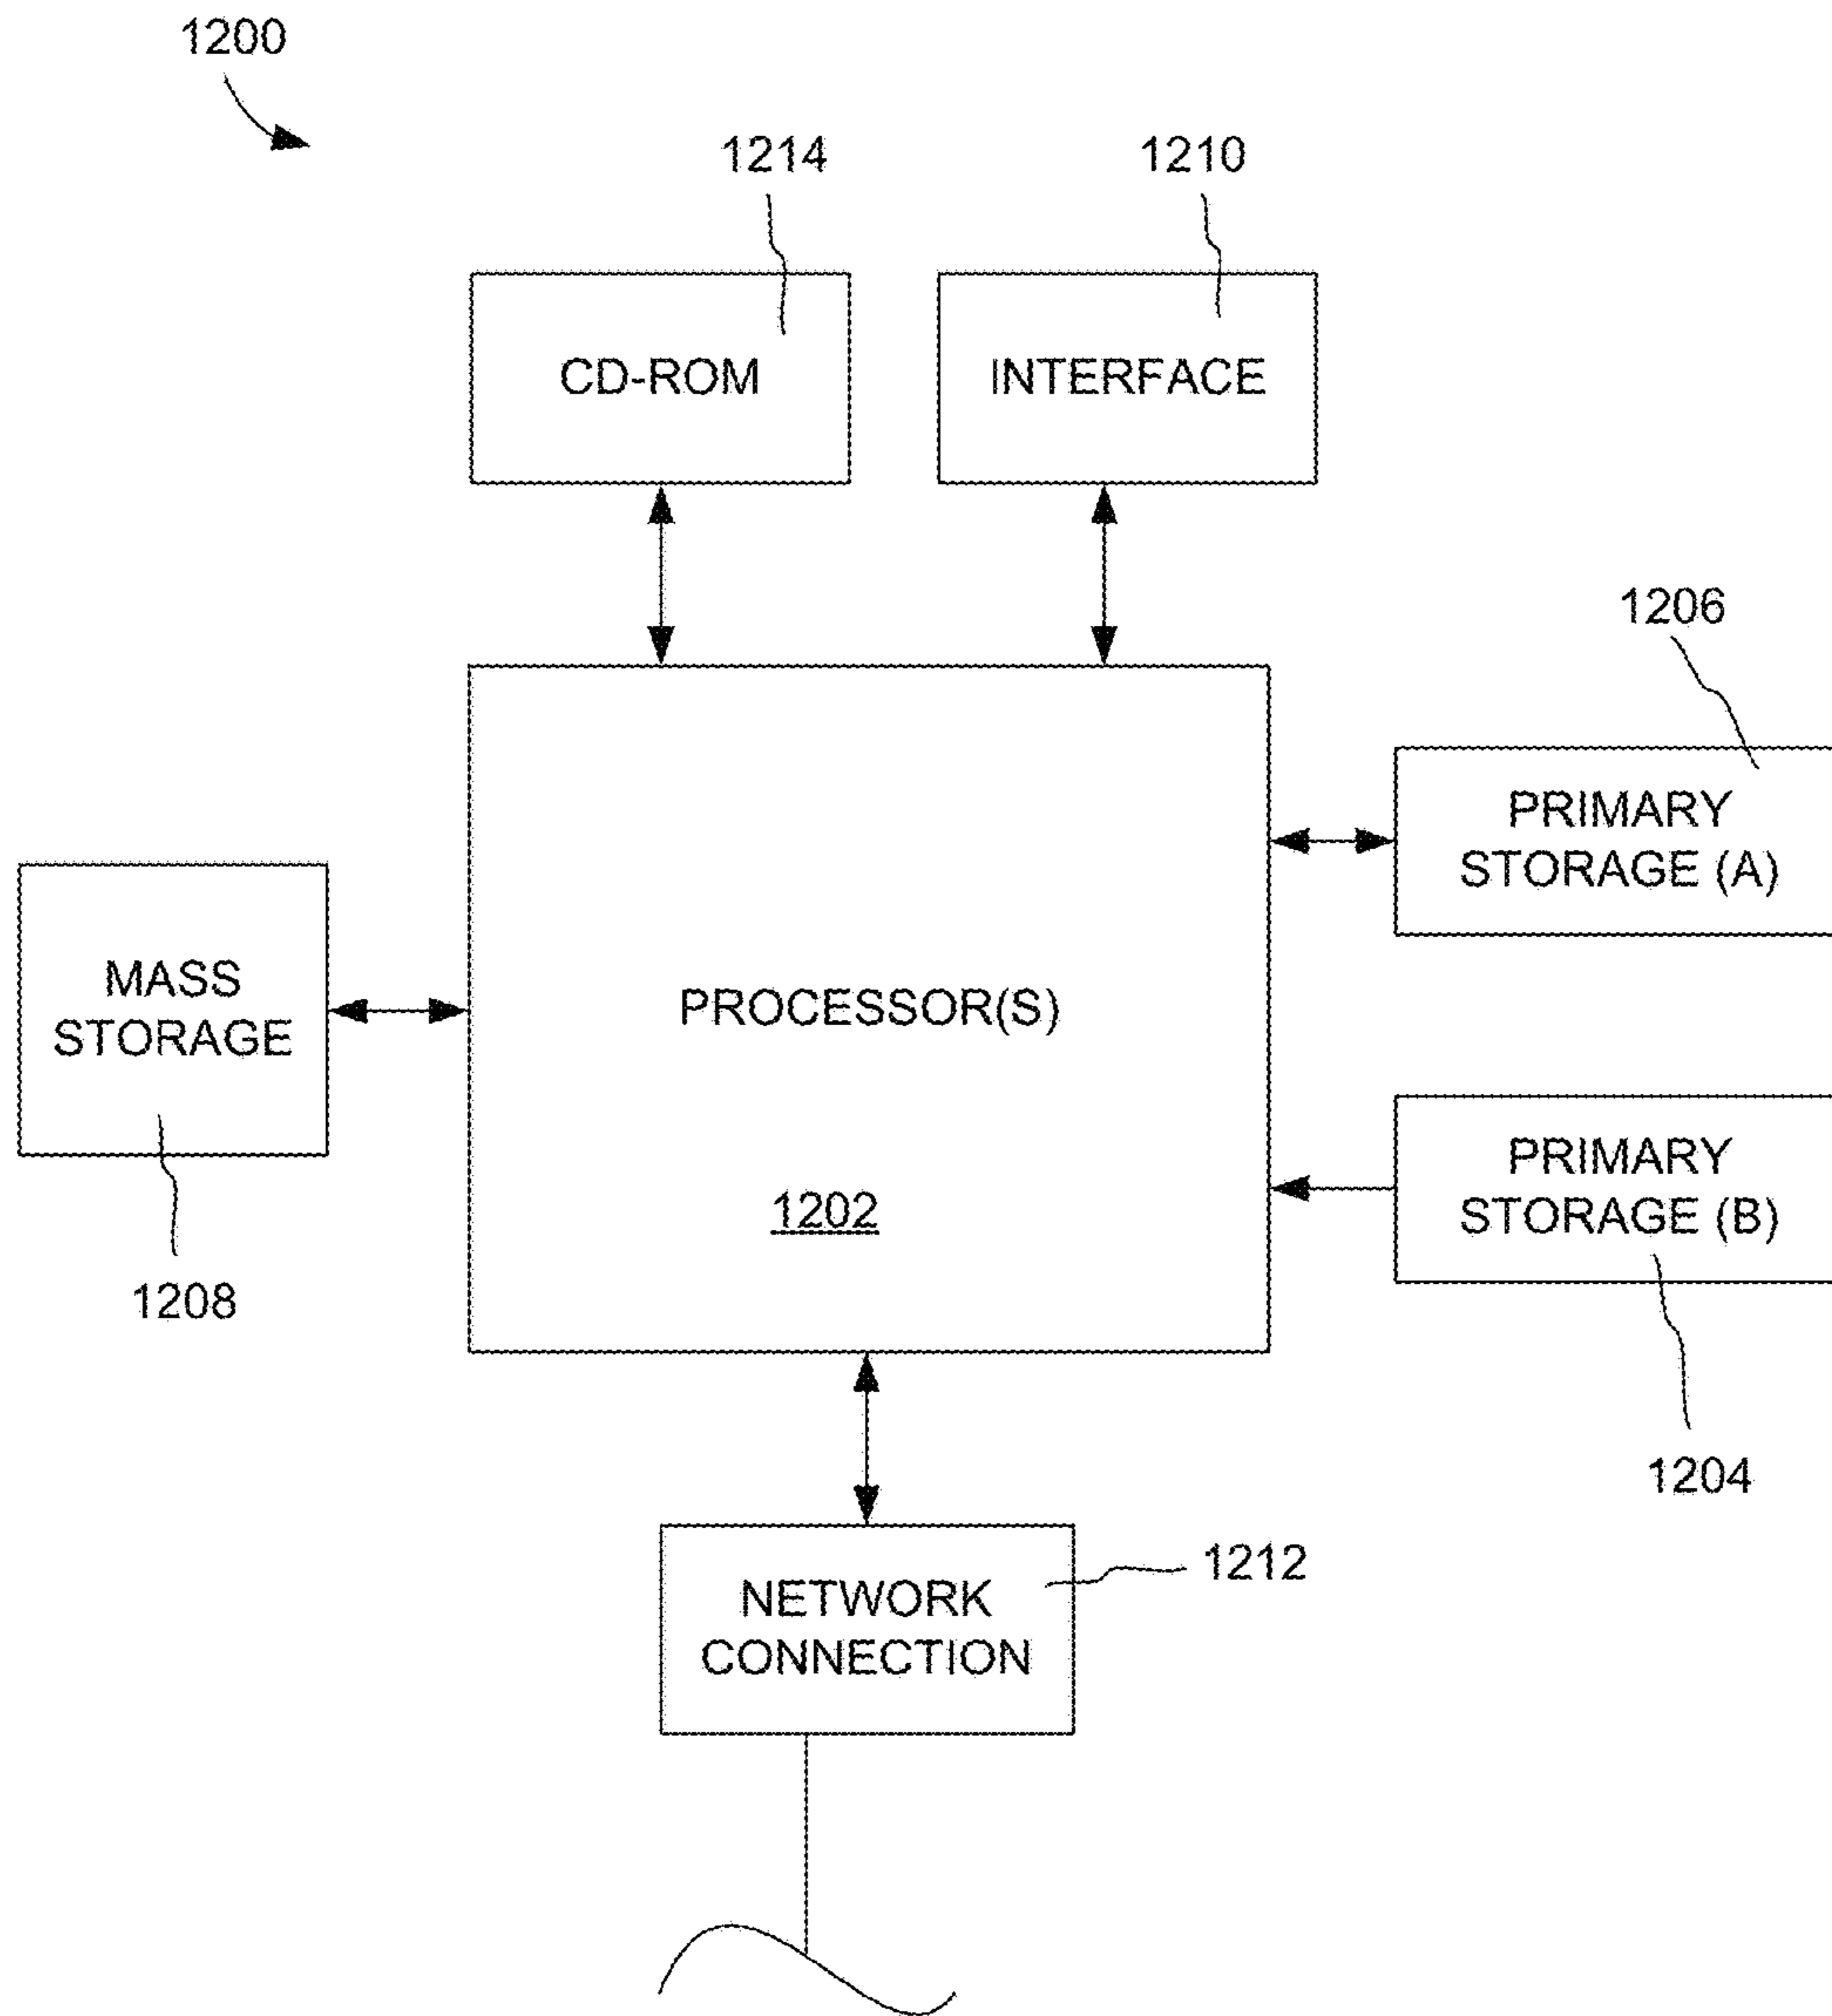 1200
1214
1210
CD-ROM
INTERFACE
1206
PRIMARY
STORAGE (A)
MASS
STORAGE
PROCESSOR(S)
PRIMARY
STORAGE (B)
1202
1208
1204
1212
NETWORK
CONNECTION